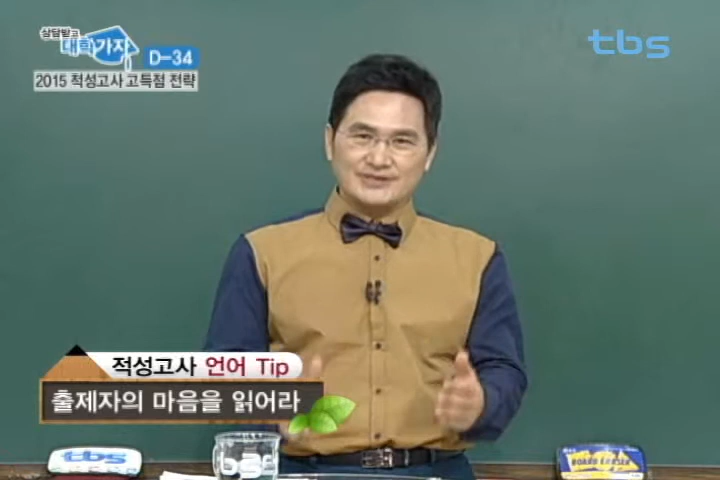 상담받고
대학가자
D-34
2015 적성고사 고득점 전략
tbs
적성고사 언어 Tip
출제자의 마음을 읽어라
tbs
tbs
BOARD ERASER